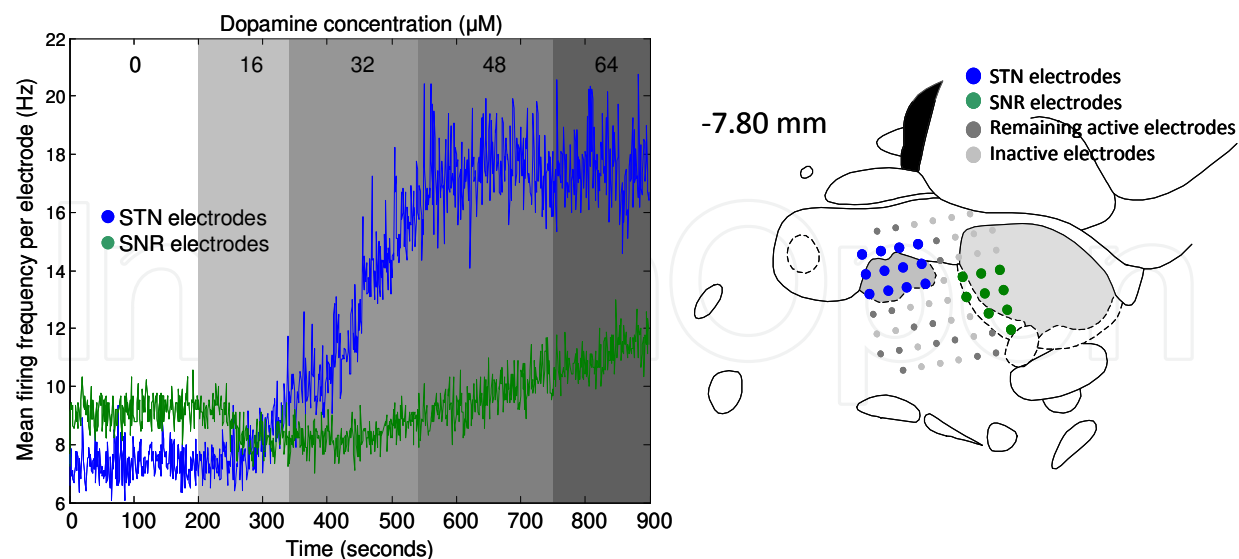 Dopamine concentration (μM)
0 16 32 48 64
22
20
18
16
14
12
10
8
6
Mean firing frequency per electrode (Hz)
STN electrodes
SNR electrodes
0 100 200 300 400 500 600 700 800 900
Time (seconds)
-7.80 mm
STN electrodes
SNR electrodes
Remaining active electrodes
Inactive electrodes
InOpen